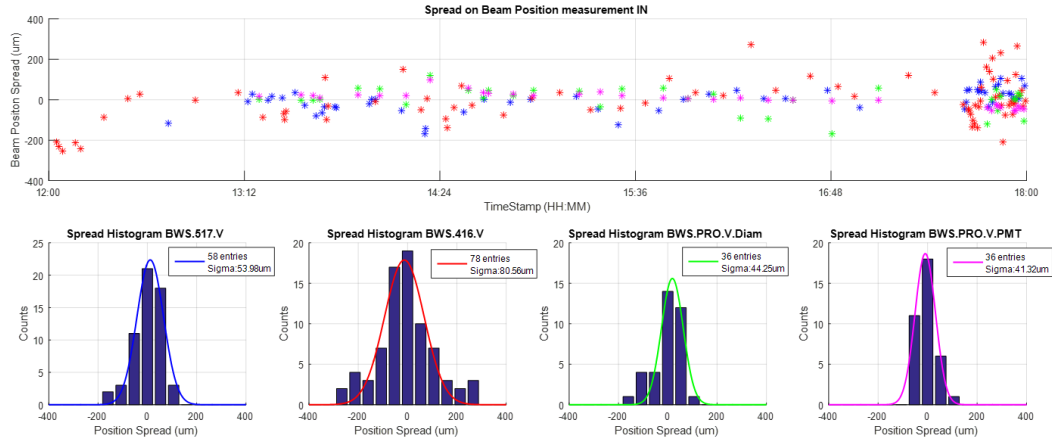 Spread on Beam Position measurement IN
Beam Positon Spread (um)
400
200
0
-200
-400
12:00 13:12 14:24 15:36 16:48 18:00
TimeStamp (HH:MM)
Spread Histogram BWS.517.V
58 entries
Sigma:53.98um
Counts
25
20
15
10
5
0
-400 -200 0 200 400
Position Spread (um)
Spread Histogram BWS.416.V
78 entries
Sigma:80.56um
Counts
20
15
10
5
0
-400 -200 0 200 400
Position Spread (um)
Spread Histogram BWS.PRO.V.Diam
36 entries
Sigma:44.25um
Counts
20
15
10
5
0
-400 -200 0 200 400
Position Spread (um)
Spread Histogram BWS.PRO.V.PMT
36 entries
Sigma:41.32um
Counts
20
15
10
5
0
-400 -200 0 200 400
Position Spread (um)